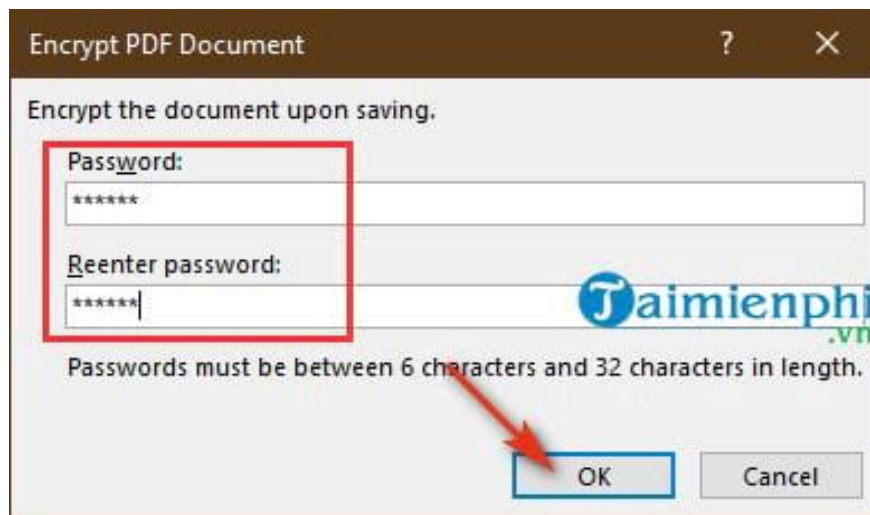 Encrypt PDF Document ? ×
Encrypt the document upon saving.
Password:
******
Reenter password:
******
Taimienphi
.vn
Passwords must be between 6 characters and 32 characters in length.
OK Cancel